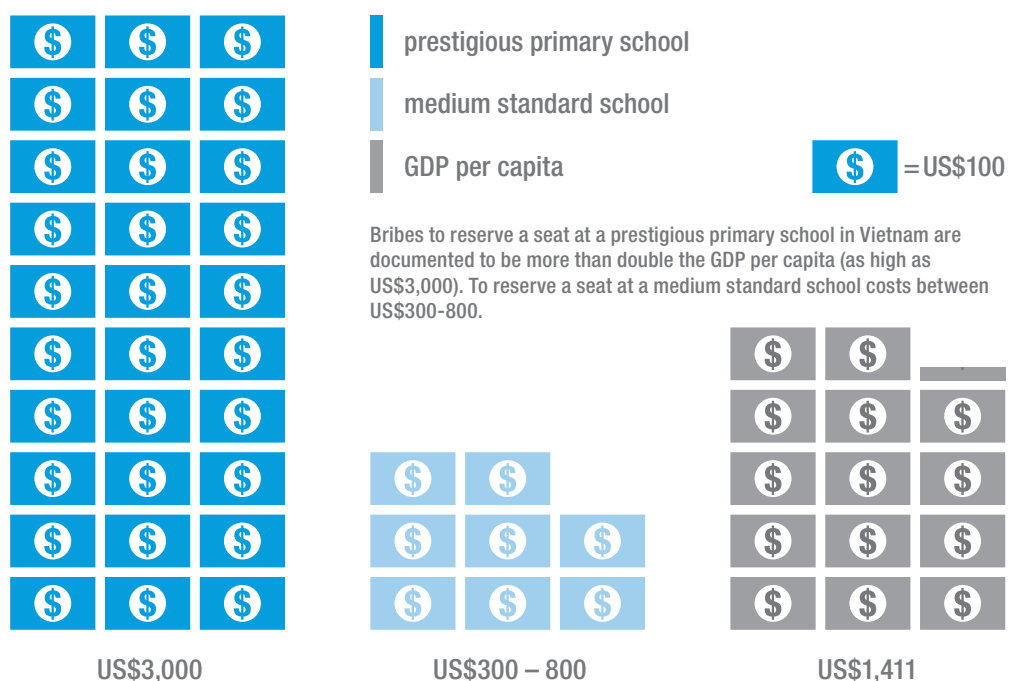 prestigious primary school
medium standard school
GDP per capita
$ = US$100
Bribes to reserve a seat at a prestigious primary school in Vietnam are
documented to be more than double the GDP per capita (as high as
US$3,000). To reserve a seat at a medium standard school costs between
US$300-800.
$ $ $
$ $ $
$ $ $
$ $ $
$ $ $
$ $ $
$ $ $
$ $ $
$ $ $
$ $ $
US$3,000
$ $
$ $ $
$ $ $
US$300 – 800
$ $
$ $ $
$ $ $
$ $ $
$ $ $
US$1,411